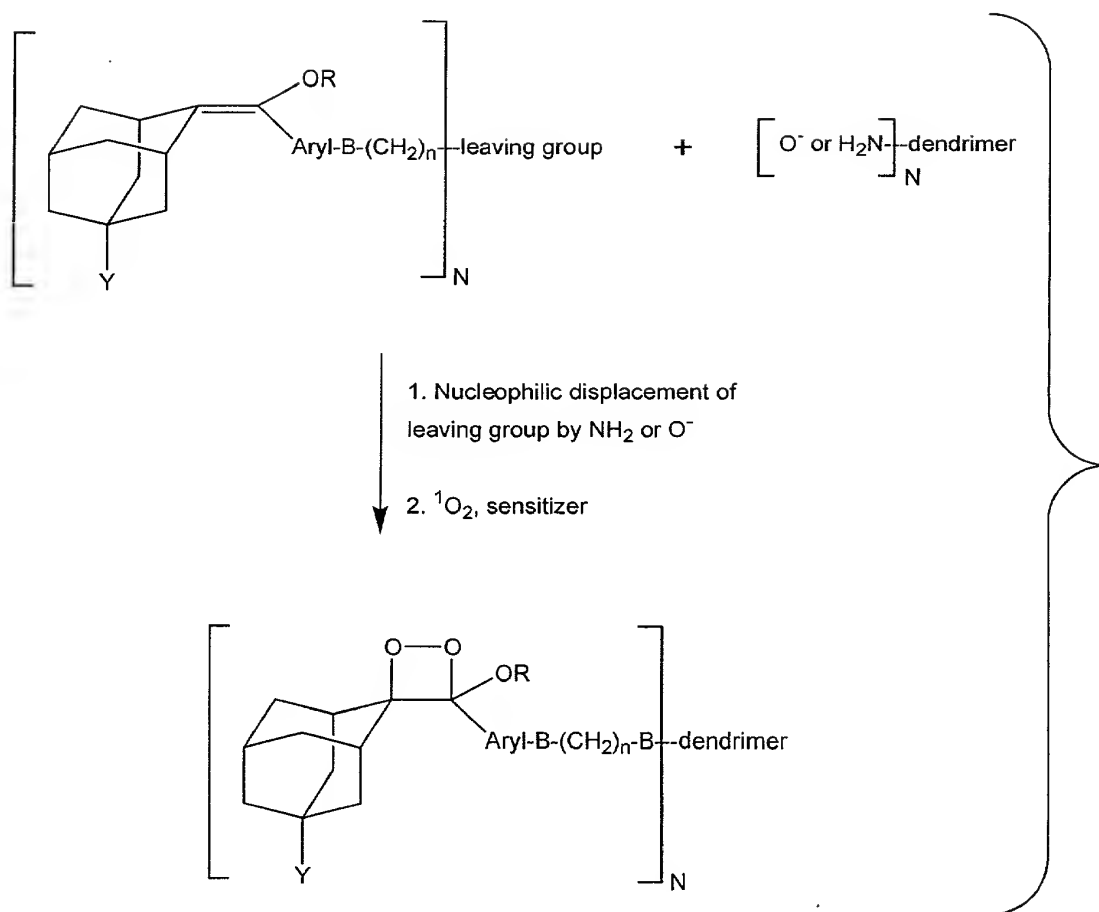 OR
Aryl-B-(CH₂)ₙ-leaving group + O⁻ or H₂N--dendrimer
N
Y
N
1. Nucleophilic displacement of
leaving group by NH₂ or O⁻
2. ¹O₂, sensitizer
O-O
OR
Aryl-B-(CH₂)ₙ-B--dendrimer
Y
N